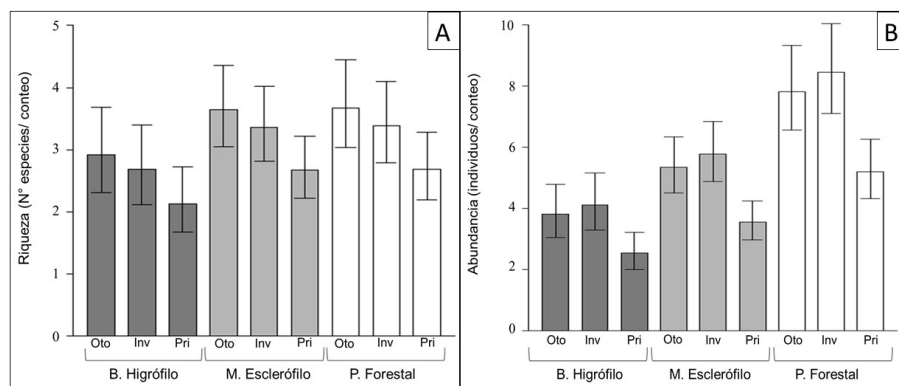 A
Riqueza (N° especies/ conteo)
5
4
3
2
1
0
Oto Inv Pri Oto Inv Pri Oto Inv Pri
B. Higrófilo M. Esclerófilo P. Forestal
B
Abundancia (individuos/ conteo)
10
8
6
4
2
0
Oto Inv Pri Oto Inv Pri Oto Inv Pri
B. Higrófilo M. Esclerófilo P. Forestal